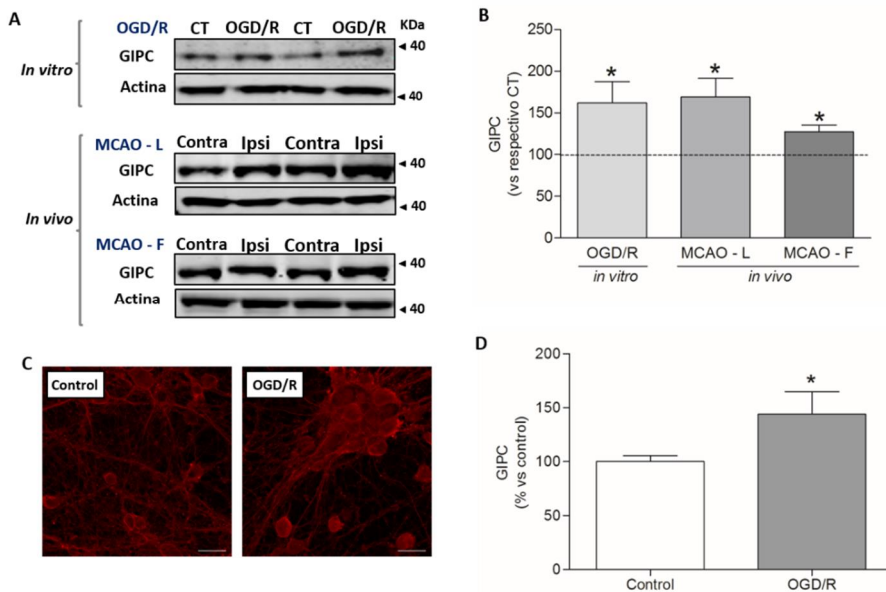 A
OGD/R CT OGD/R CT OGD/R KDa
In vitro
GIPC
◄ 40
Actina
◄ 40
In vivo
MCAO - L Contra Ipsi Contra Ipsi
GIPC
◄ 40
Actina
◄ 40
MCAO - F Contra Ipsi Contra Ipsi
GIPC
◄ 40
Actina
◄ 40
B
GIPC
(vs respectivo CT)
250
200
150
100
50
0
* * *
OGD/R MCAO - L MCAO - F
in vitro in vivo
C
Control OGD/R
D
GIPC
(% vs control)
200
150
100
50
0
*
Control OGD/R